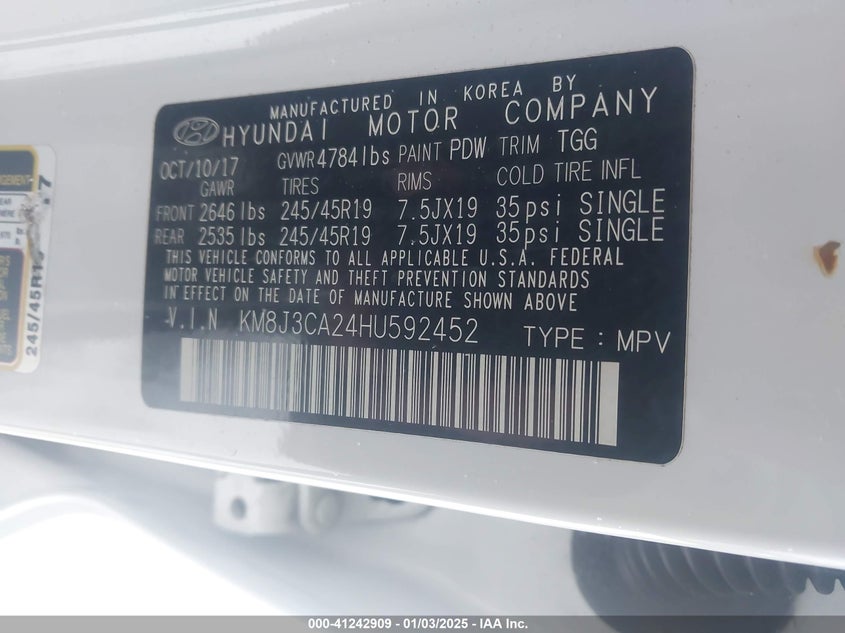 MANUFACTURED IN KOREA BY
HYUNDAI MOTOR COMPANY
OCT/10/17 GVWR 4784 lbs PAINT PDW TRIM TGG
GAWR TIRES RIMS COLD TIRE INFL
FRONT 2646 lbs 245/45R19 7.5JX19 35psi SINGLE
REAR 2535 lbs 245/45R19 7.5JX19 35psi SINGLE
THIS VEHICLE CONFORMS TO ALL APPLICABLE U.S.A. FEDERAL
MOTOR VEHICLE SAFETY AND THEFT PREVENTION STANDARDS
IN EFFECT ON THE DATE OF MANUFACTURE SHOWN ABOVE
V.I.N KM8J3CA24HU592452 TYPE : MPV
245/45R19
000-41242909 - 01/03/2025 - IAA Inc.